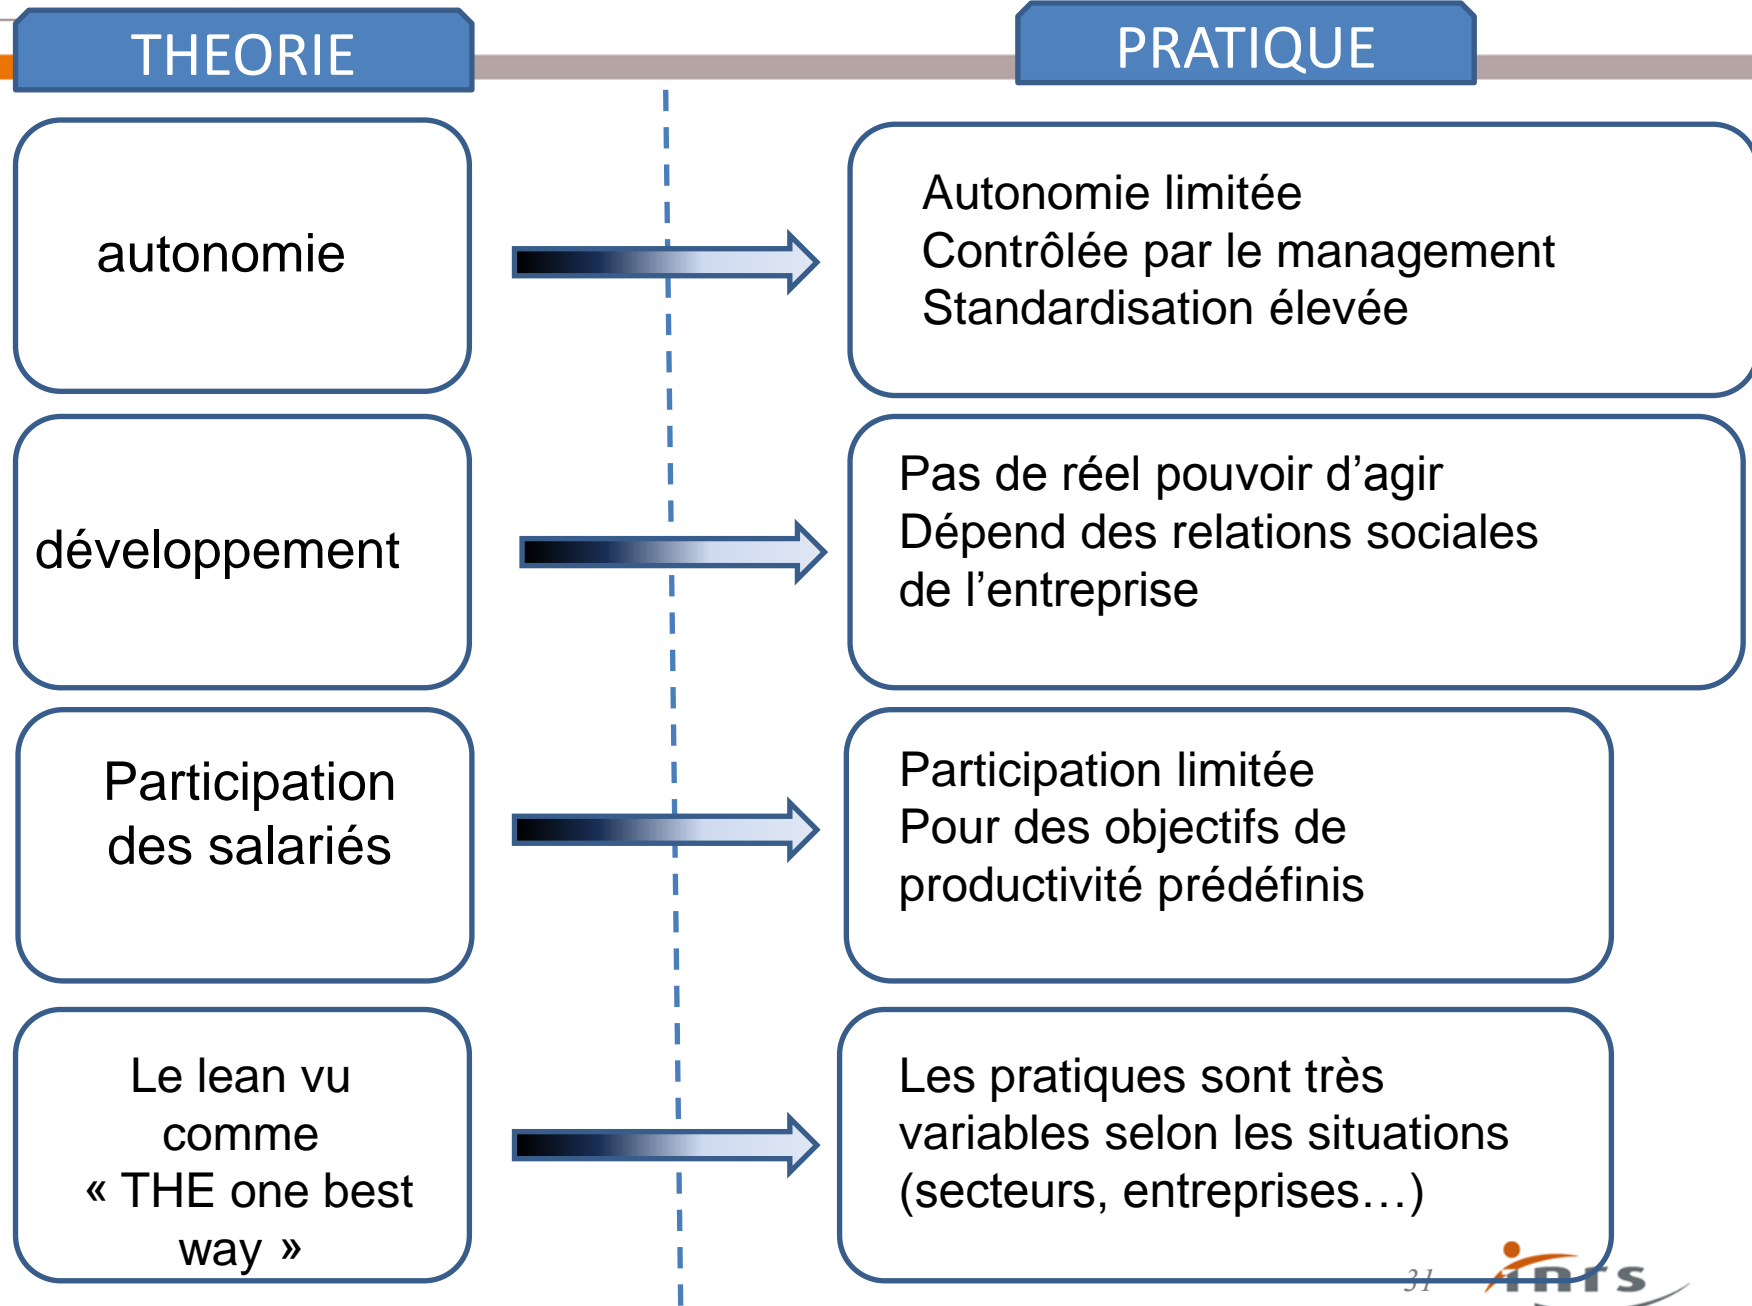 THEORIE
PRATIQUE
autonomie
Autonomie limitée
Contrôlée par le management
Standardisation élevée
développement
Pas de réel pouvoir d’agir
Dépend des relations sociales
de l’entreprise
Participation
des salariés
Participation limitée
Pour des objectifs de
productivité prédéfinis
Le lean vu
comme
« THE one best
way »
Les pratiques sont très
variables selon les situations
(secteurs, entreprises…)
31
inrs